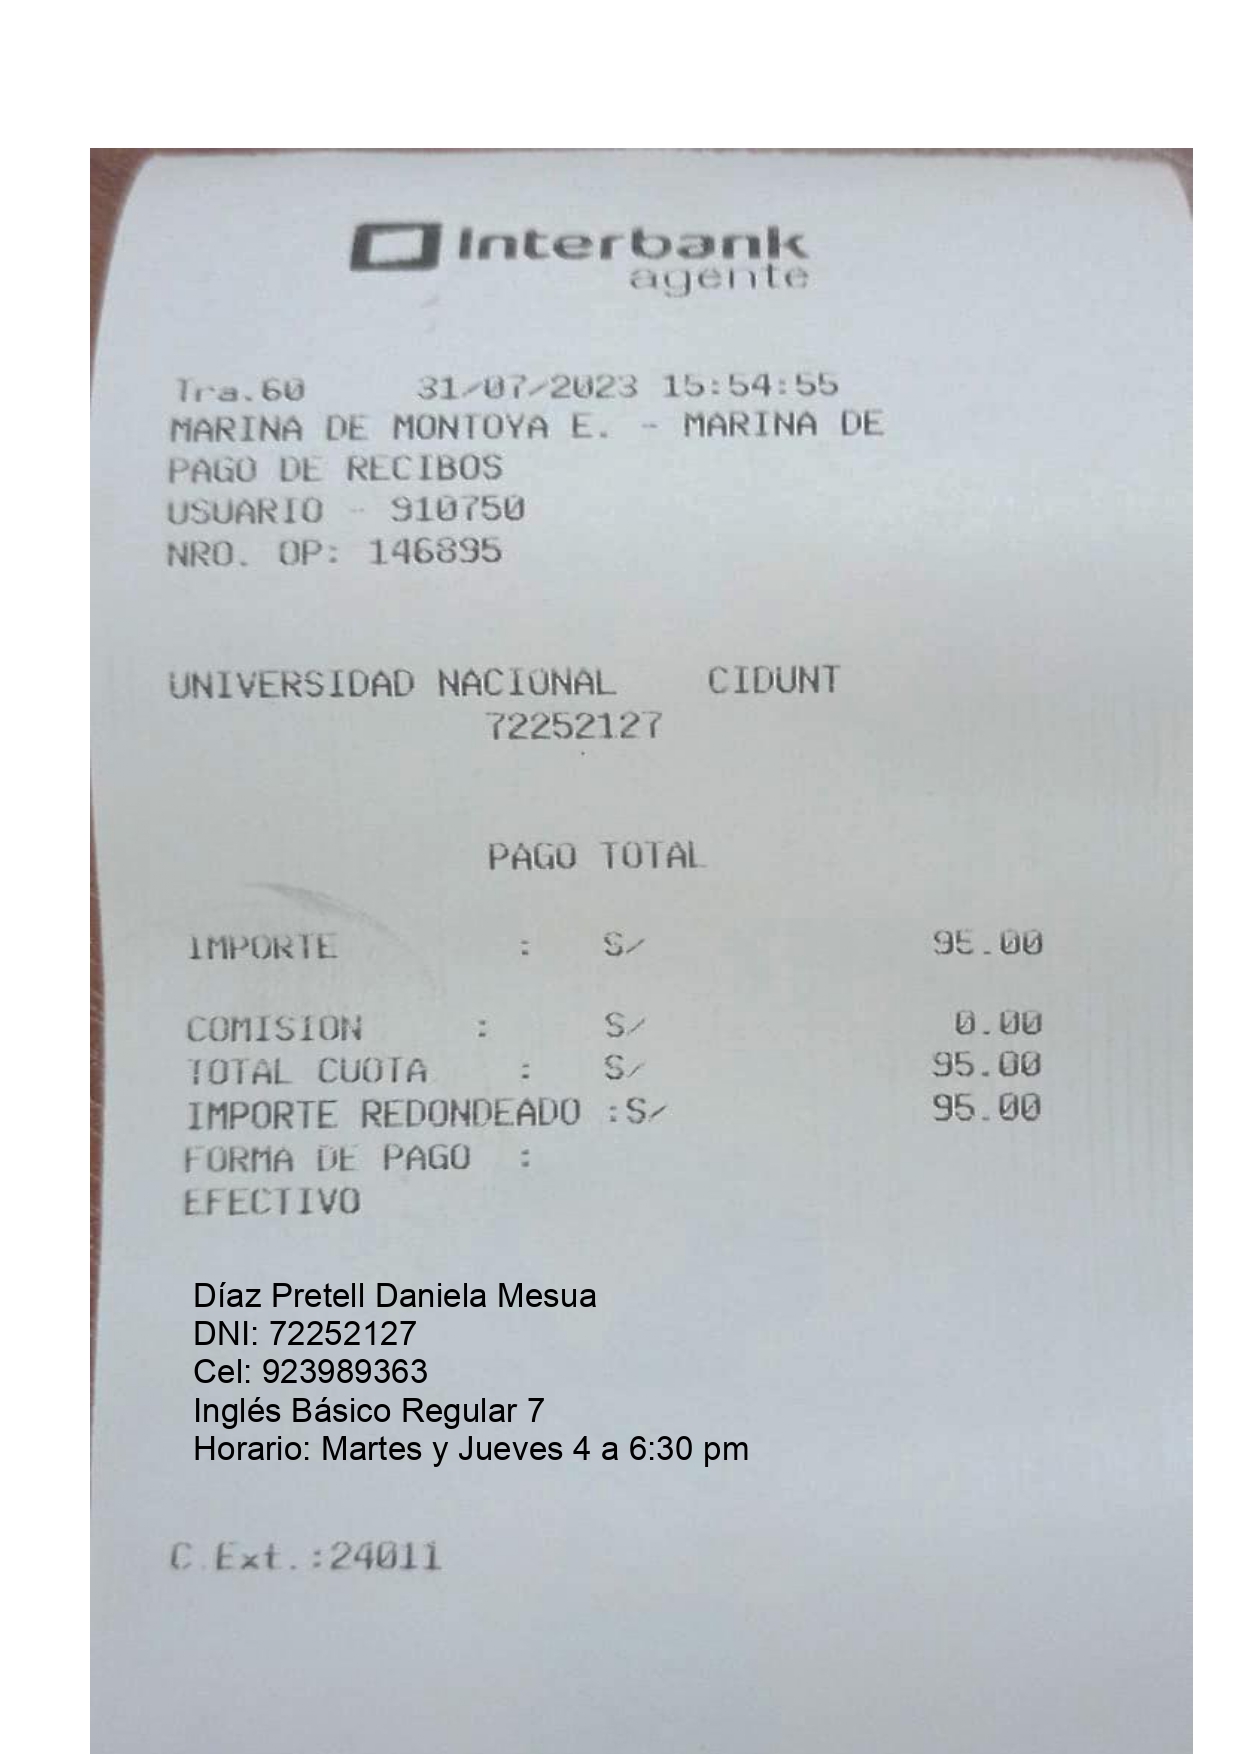 Interbank
agente
Tra.60 31/07/2023 15:54:55
MARINA DE MONTOYA E. - MARINA DE
PAGO DE RECIBOS
USUARIO - 910750
NRO. OP: 146895
UNIVERSIDAD NACIONAL CIDUNT
72252127
PAGO TOTAL
IMPORTE : S/ 95.00
COMISION : S/ 0.00
TOTAL CUOTA : S/ 95.00
IMPORTE REDONDEADO :S/ 95.00
FORMA DE PAGO :
EFECTIVO
Díaz Pretell Daniela Mesua
DNI: 72252127
Cel: 923989363
Inglés Básico Regular 7
Horario: Martes y Jueves 4 a 6:30 pm
C.Ext.:24011